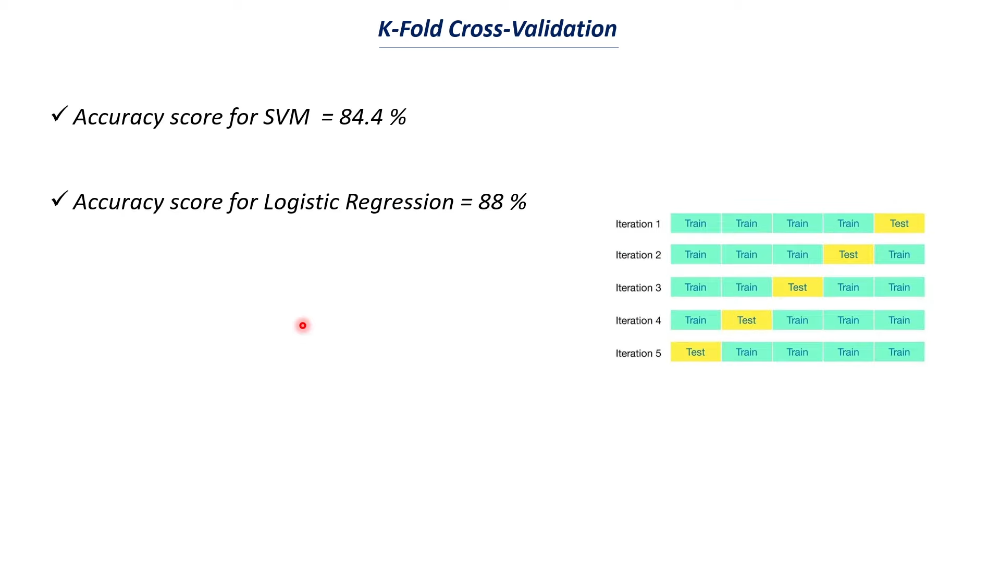 K-Fold Cross-Validation
✓ Accuracy score for SVM = 84.4 %
✓ Accuracy score for Logistic Regression = 88 %
Iteration 1 Train Train Train Train Test
Iteration 2 Train Train Train Test Train
Iteration 3 Train Train Test Train Train
Iteration 4 Train Test Train Train Train
Iteration 5 Test Train Train Train Train